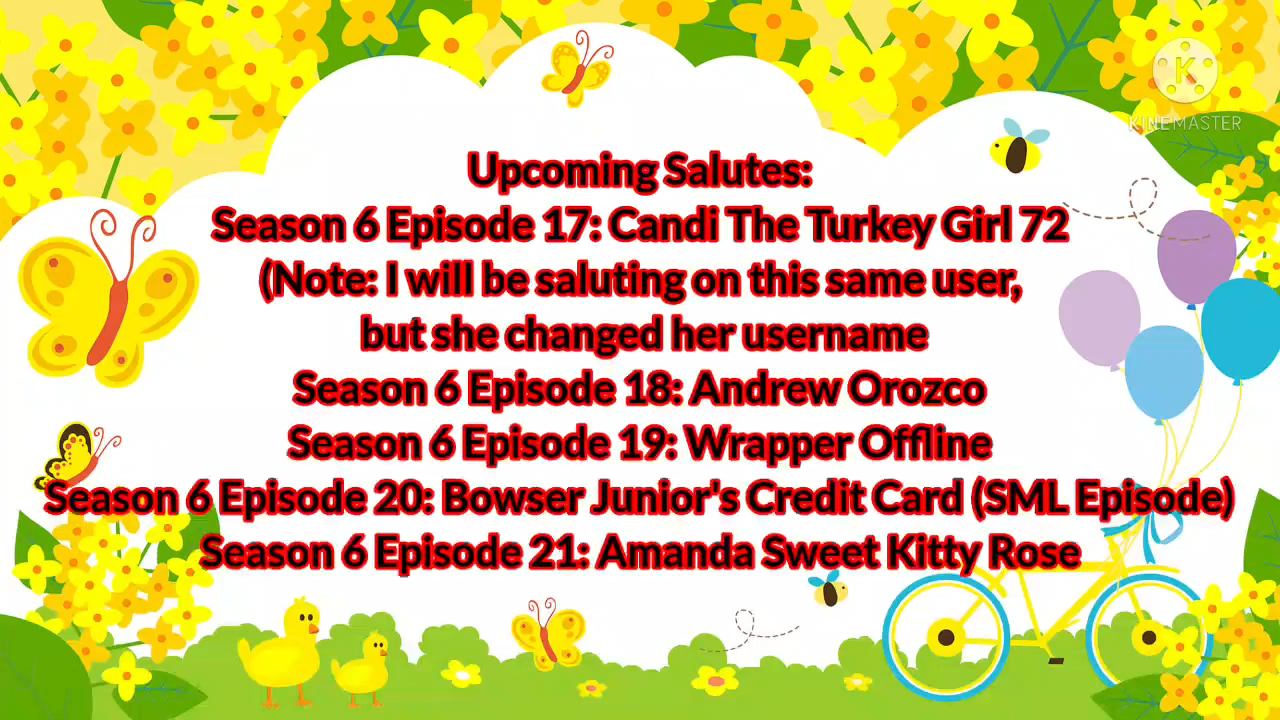 K
KINEMASTER
Upcoming Salutes:
Season 6 Episode 17: Candi The Turkey Girl 72
(Note: I will be saluting on this same user,
but she changed her username
Season 6 Episode 18: Andrew Orozco
Season 6 Episode 19: Wrapper Offline
Season 6 Episode 20: Bowser Junior's Credit Card (SML Episode)
Season 6 Episode 21: Amanda Sweet Kitty Rose